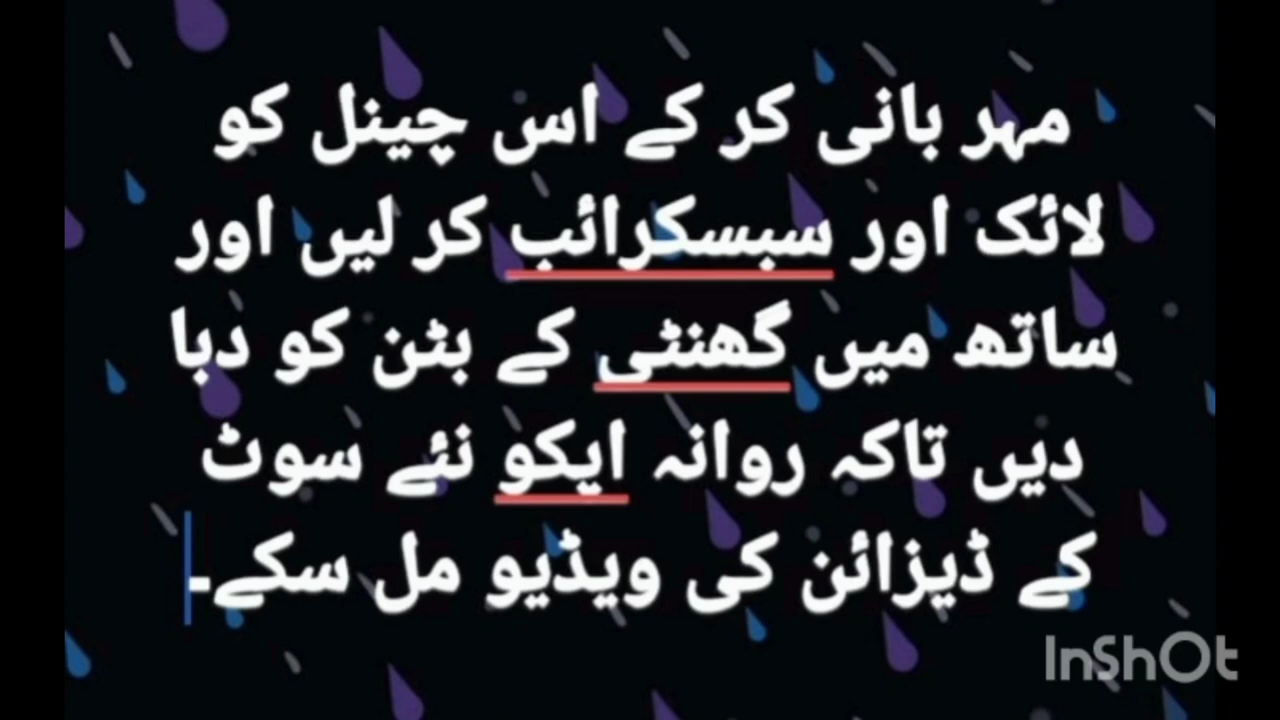 مہر بانی کر کے اس چینل کو
لائک اور سبسکرائب کر لیں اور
ساتھ میں گھنٹی کے بٹن کو دبا
دیں تاکہ روانہ ایکو نئے سوٹ
کے ڈیزائن کی ویڈیو مل سکے۔
InShOt